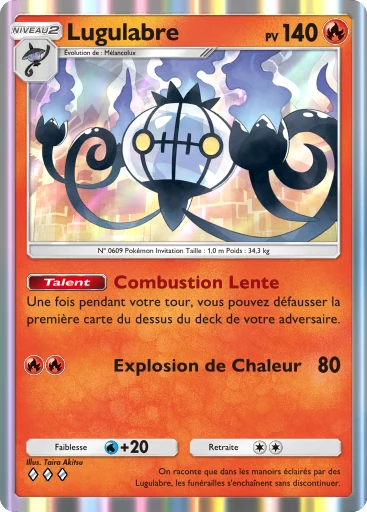 NIVEAU2
Lugulabre
PV 140
Évolution de : Mélancolux
N° 0609 Pokémon Invitation Taille : 1,0 m Poids : 34,3 kg
Talent Combustion Lente
Une fois pendant votre tour, vous pouvez défausser la
première carte du dessus du deck de votre adversaire.
Explosion de Chaleur 80
Faiblesse +20 Retraite
Illus. Taira Akitsu
On raconte que dans les manoirs éclairés par des
Lugulabre, les funérailles s'enchaînent sans discontinuer.